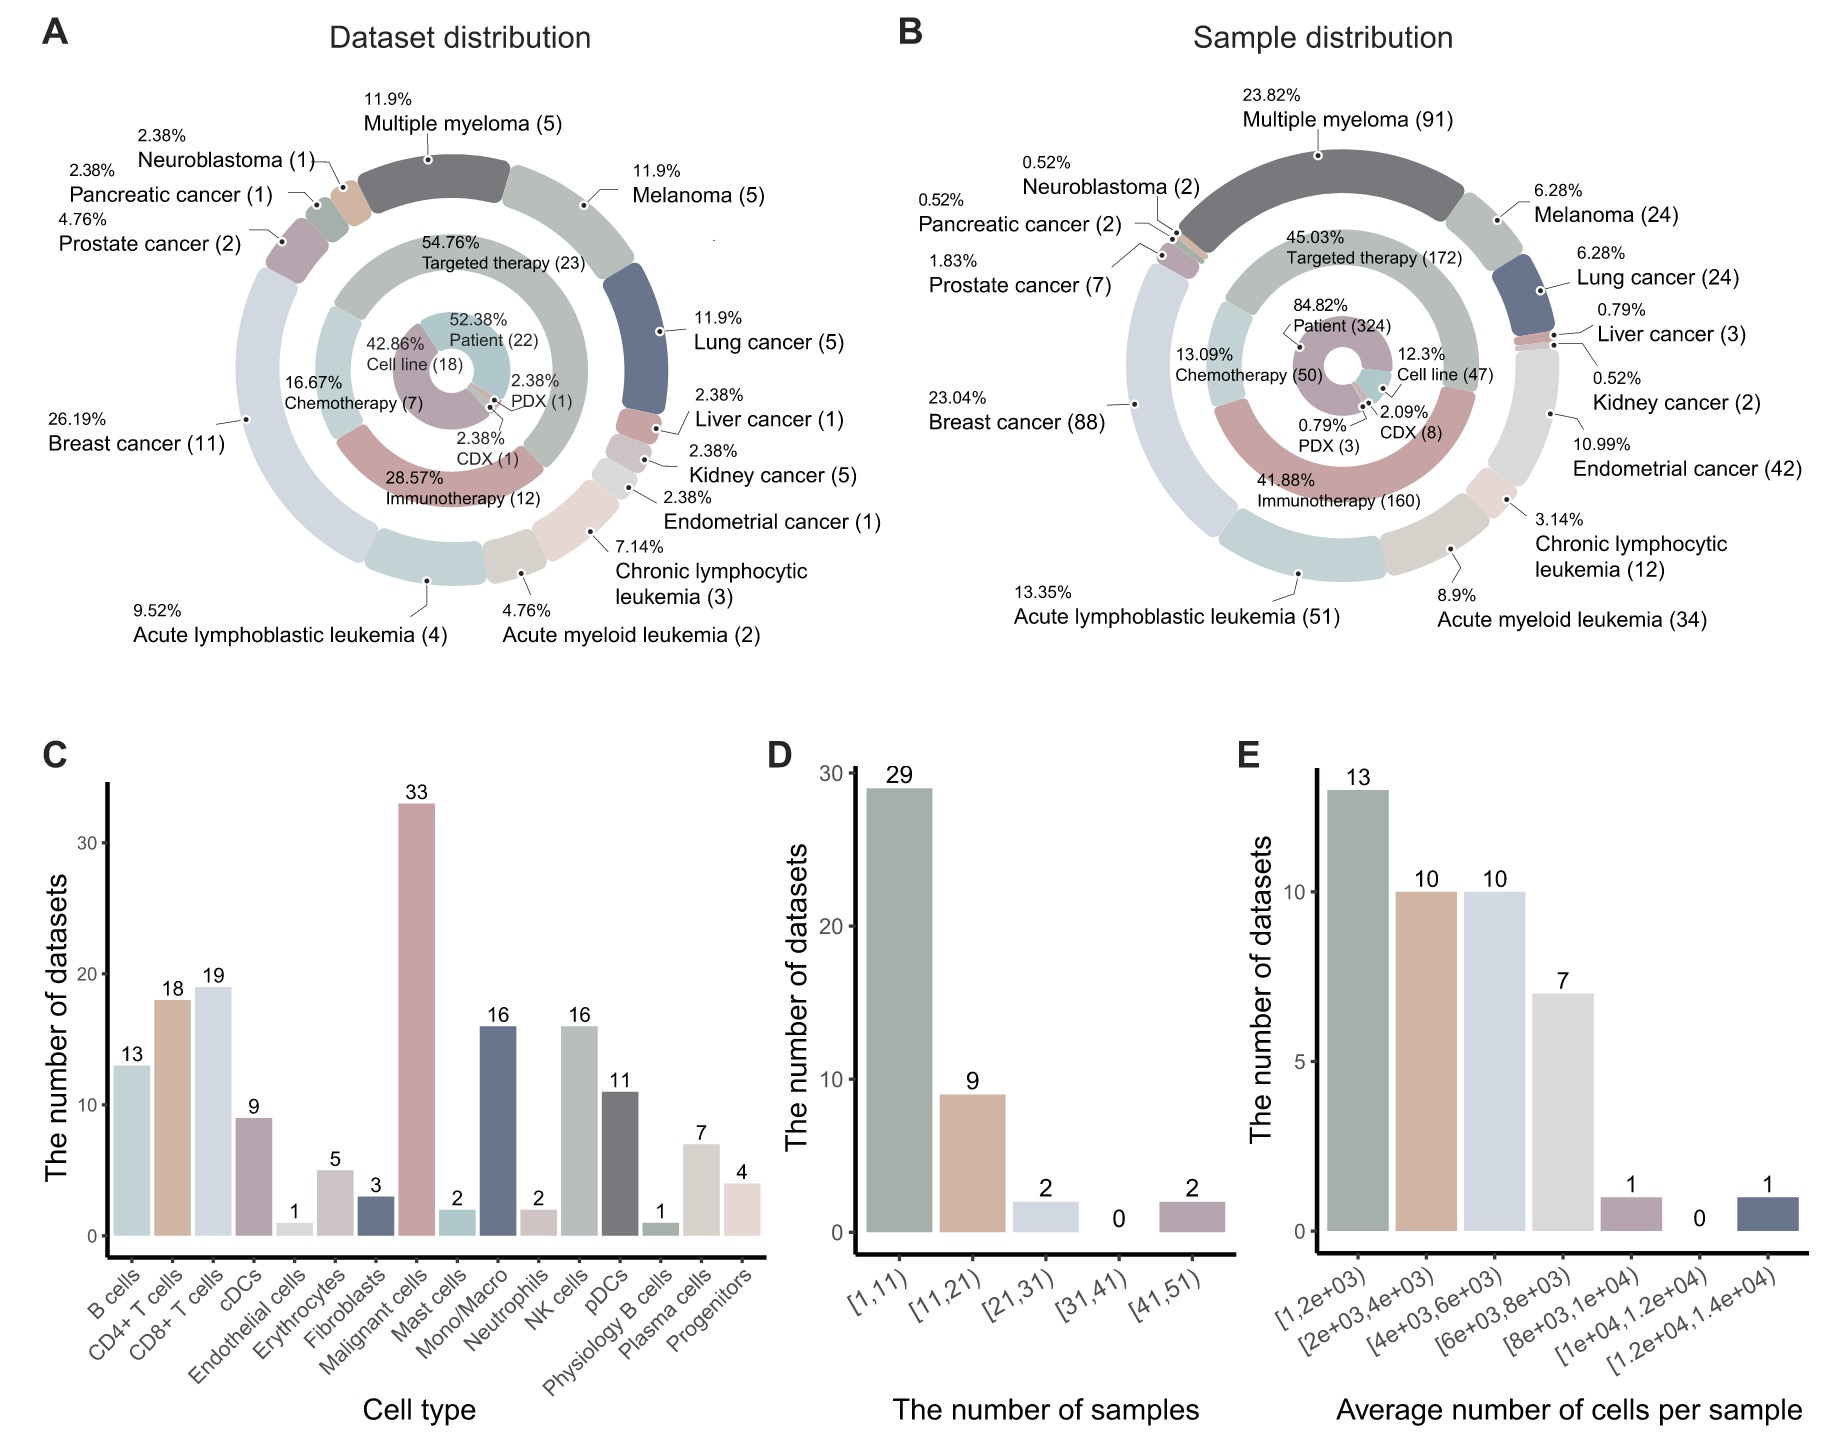 A
Dataset distribution
11.9%
Multiple myeloma (5)
2.38%
Neuroblastoma (1)
2.38%
Pancreatic cancer (1)
4.76%
Prostate cancer (2)
11.9%
Melanoma (5)
54.76%
Targeted therapy (23)
52.38%
Patient (22)
42.86%
Cell line (18)
11.9%
Lung cancer (5)
16.67%
Chemotherapy (7)
2.38%
PDX (1)
2.38%
CDX (1)
2.38%
Liver cancer (1)
26.19%
Breast cancer (11)
2.38%
Kidney cancer (5)
28.57%
Immunotherapy (12)
2.38%
Endometrial cancer (1)
7.14%
Chronic lymphocytic
leukemia (3)
9.52%
Acute lymphoblastic leukemia (4)
4.76%
Acute myeloid leukemia (2)
B
Sample distribution
23.82%
Multiple myeloma (91)
0.52%
Neuroblastoma (2)
0.52%
Pancreatic cancer (2)
1.83%
Prostate cancer (7)
6.28%
Melanoma (24)
45.03%
Targeted therapy (172)
6.28%
Lung cancer (24)
84.82%
Patient (324)
0.79%
Liver cancer (3)
13.09%
Chemotherapy (50)
12.3%
Cell line (47)
0.52%
Kidney cancer (2)
23.04%
Breast cancer (88)
0.79%
PDX (3)
2.09%
CDX (8)
10.99%
Endometrial cancer (42)
41.88%
Immunotherapy (160)
3.14%
Chronic lymphocytic
leukemia (12)
13.35%
Acute lymphoblastic leukemia (51)
8.9%
Acute myeloid leukemia (34)
C
The number of datasets
30
20
10
0
13
18
19
9
1
5
3
33
2
16
2
16
11
1
7
4
B cells
CD4+ T cells
CD8+ T cells
cDCs
Endothelial cells
Erythrocytes
Fibroblasts
Malignant cells
Mast cells
Mono/Macro
Neutrophils
NK cells
pDCs
Physiology B cells
Plasma cells
Progenitors
Cell type
D
The number of datasets
30
20
10
0
29
9
2
0
2
[1,11)
[11,21)
[21,31)
[31,41)
[41,51)
The number of samples
E
The number of datasets
10
5
0
13
10
10
7
1
0
1
[1,2e+03)
[2e+03,4e+03)
[4e+03,6e+03)
[6e+03,8e+03)
[8e+03,1e+04)
[1e+04,1.2e+04)
[1.2e+04,1.4e+04)
Average number of cells per sample